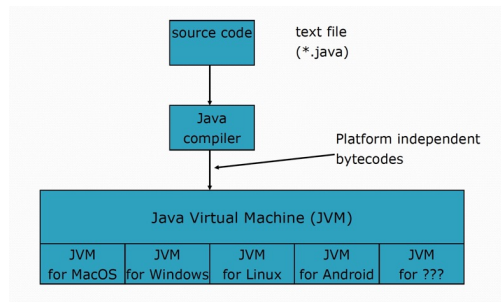 source code
text file
(*.java)
Java
compiler
Platform independent
bytecodes
Java Virtual Machine (JVM)
JVM
for MacOS
JVM
for Windows
JVM
for Linux
JVM
for Android
JVM
for ???